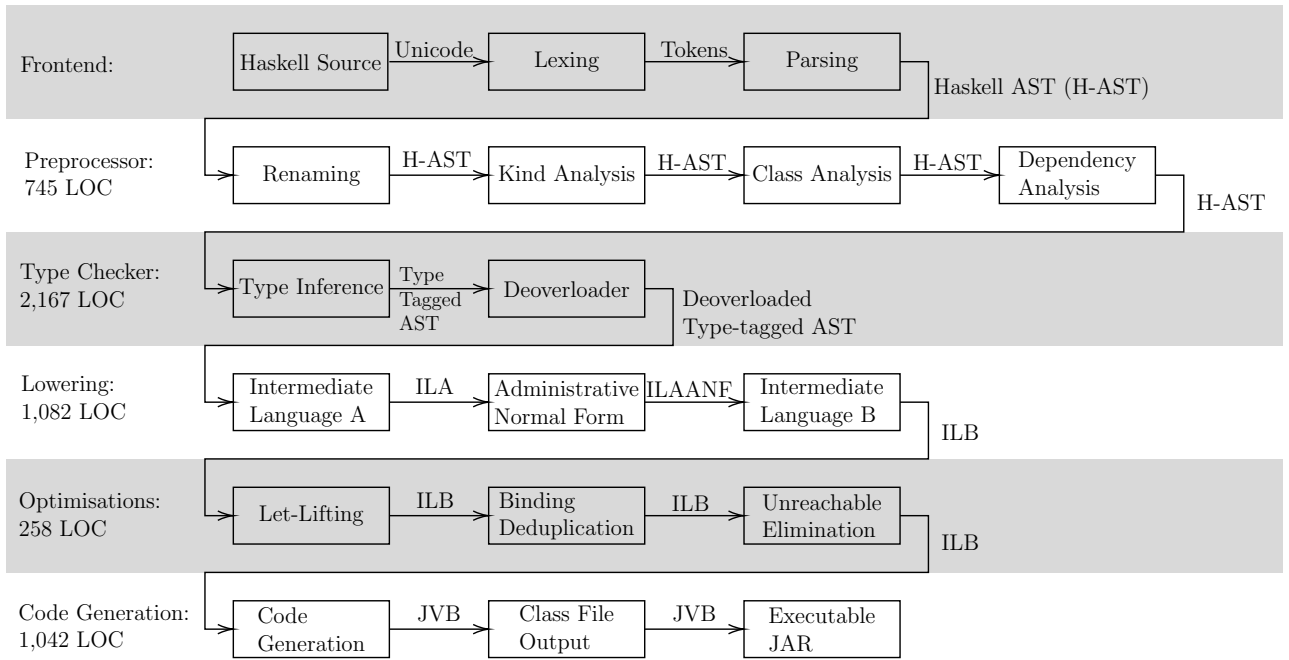 Frontend:
Haskell Source
Unicode
Lexing
Tokens
Parsing
Haskell AST (H-AST)
Preprocessor:
745 LOC
Renaming
H-AST
Kind Analysis
H-AST
Class Analysis
H-AST
Dependency
Analysis
H-AST
Type Checker:
2,167 LOC
Type Inference
Type
Tagged
AST
Deoverloader
Deoverloaded
Type-tagged AST
Lowering:
1,082 LOC
Intermediate
Language A
ILA
Administrative
Normal Form
ILAANF
Intermediate
Language B
ILB
Optimisations:
258 LOC
Let-Lifting
ILB
Binding
Deduplication
ILB
Unreachable
Elimination
ILB
Code Generation:
1,042 LOC
Code
Generation
JVB
Class File
Output
JVB
Executable
JAR